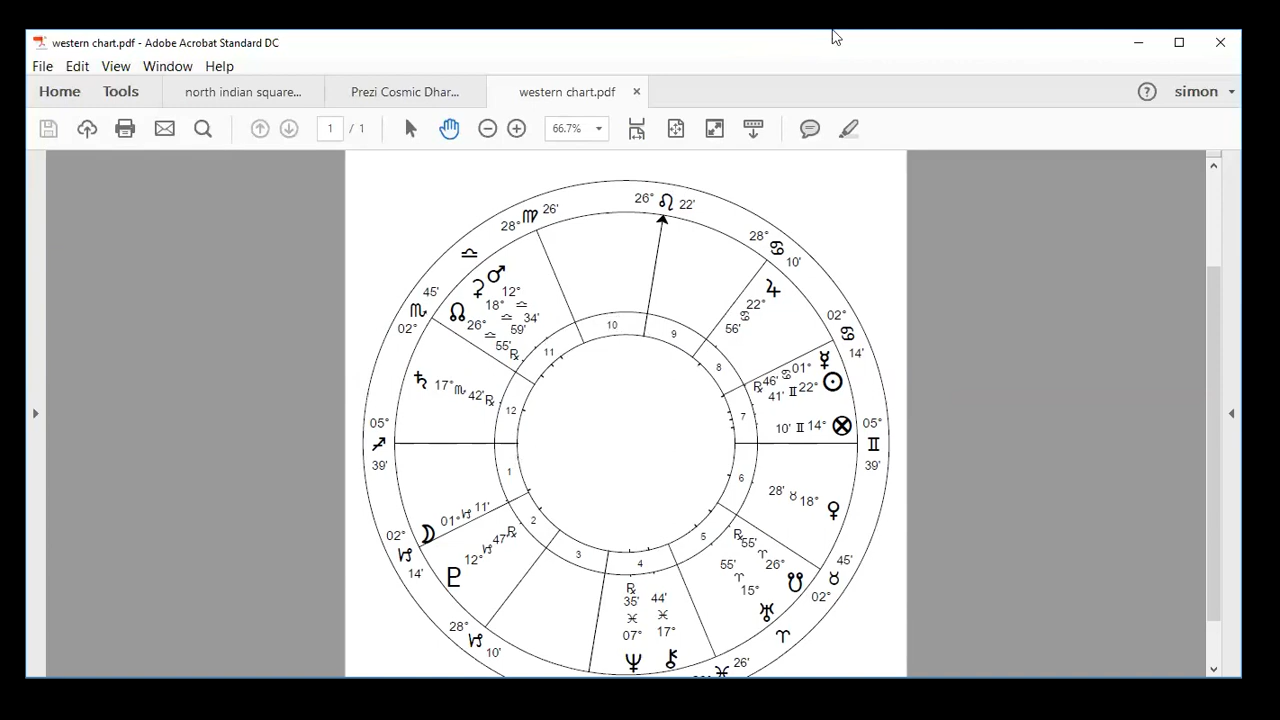 western chart.pdf - Adobe Acrobat Standard DC
File Edit View Window Help
Home Tools north indian square... Prezi Cosmic Dhar... western chart.pdf × ? simon
1 / 1 66.7%
26° ♌ 22'
28° ♍ 26'
28° ♋ 10'
♎
♂ 12° ♎ 34'
⚳ 18° ♎ 59'
☊ 26° ♎ 55' ℞
♃ 22° ♋ 56'
45' ♏ 02°
02° ♋ 14'
10 9
11 8
☿ 01° ♋ 46' ℞
☉ 22° ♊ 41'
♄ 17° ♏ 42' ℞
12 7
⊗ 14° ♊ 10'
05° ♐ 39'
05° ♊ 39'
1 6
♀ 18° ♉ 28'
☽ 01° ♑ 11'
2 5
02° ♑ 14'
♇ 12° ♑ 47' ℞
3 4
☋ 26° ♈ 55' ℞
45' ♉ 02°
♅ 15° ♈ 55'
♆ 07° ♓ 35' ℞
⚷ 17° ♓ 44'
28° ♑ 10'
♈
♓ 26'